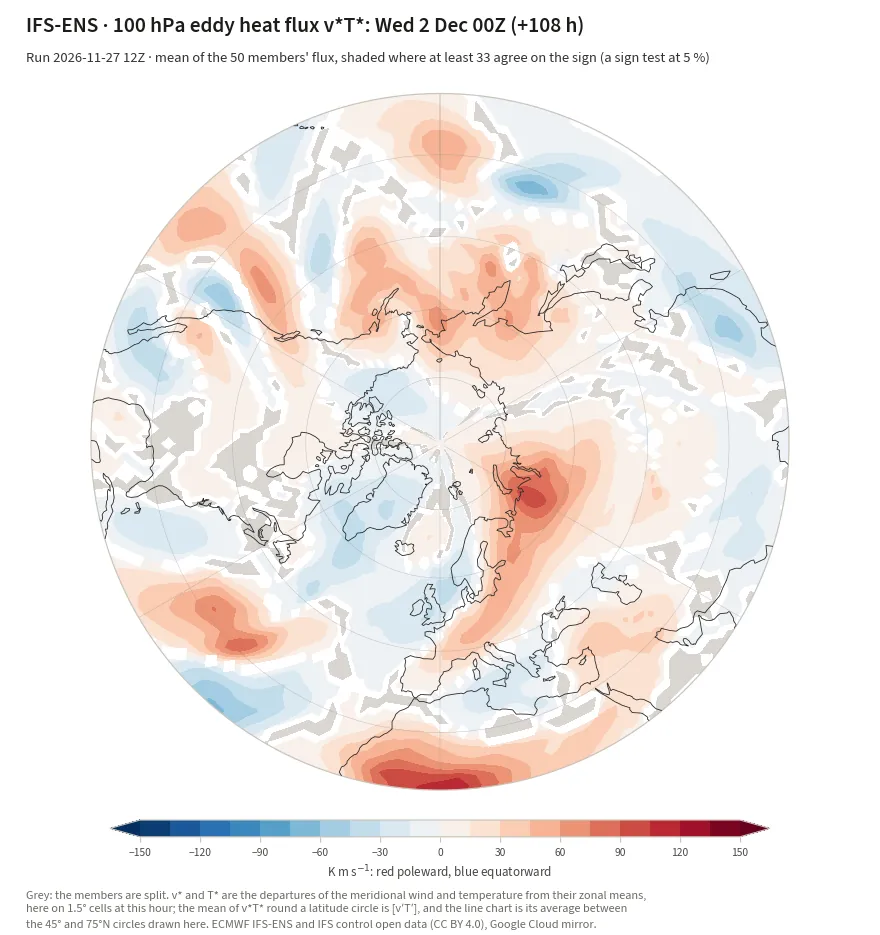 IFS-ENS · 100 hPa eddy heat flux v*T*: Wed 2 Dec 00Z (+108 h)
Run 2026-11-27 12Z · mean of the 50 members' flux, shaded where at least 33 agree on the sign (a sign test at 5 %)
−150 −120 −90 −60 −30 0 30 60 90 120 150
K m s⁻¹: red poleward, blue equatorward
Grey: the members are split. v* and T* are the departures of the meridional wind and temperature from their zonal means,
here on 1.5° cells at this hour; the mean of v*T* round a latitude circle is [v'T'], and the line chart is its average between
the 45° and 75°N circles drawn here. ECMWF IFS-ENS and IFS control open data (CC BY 4.0), Google Cloud mirror.